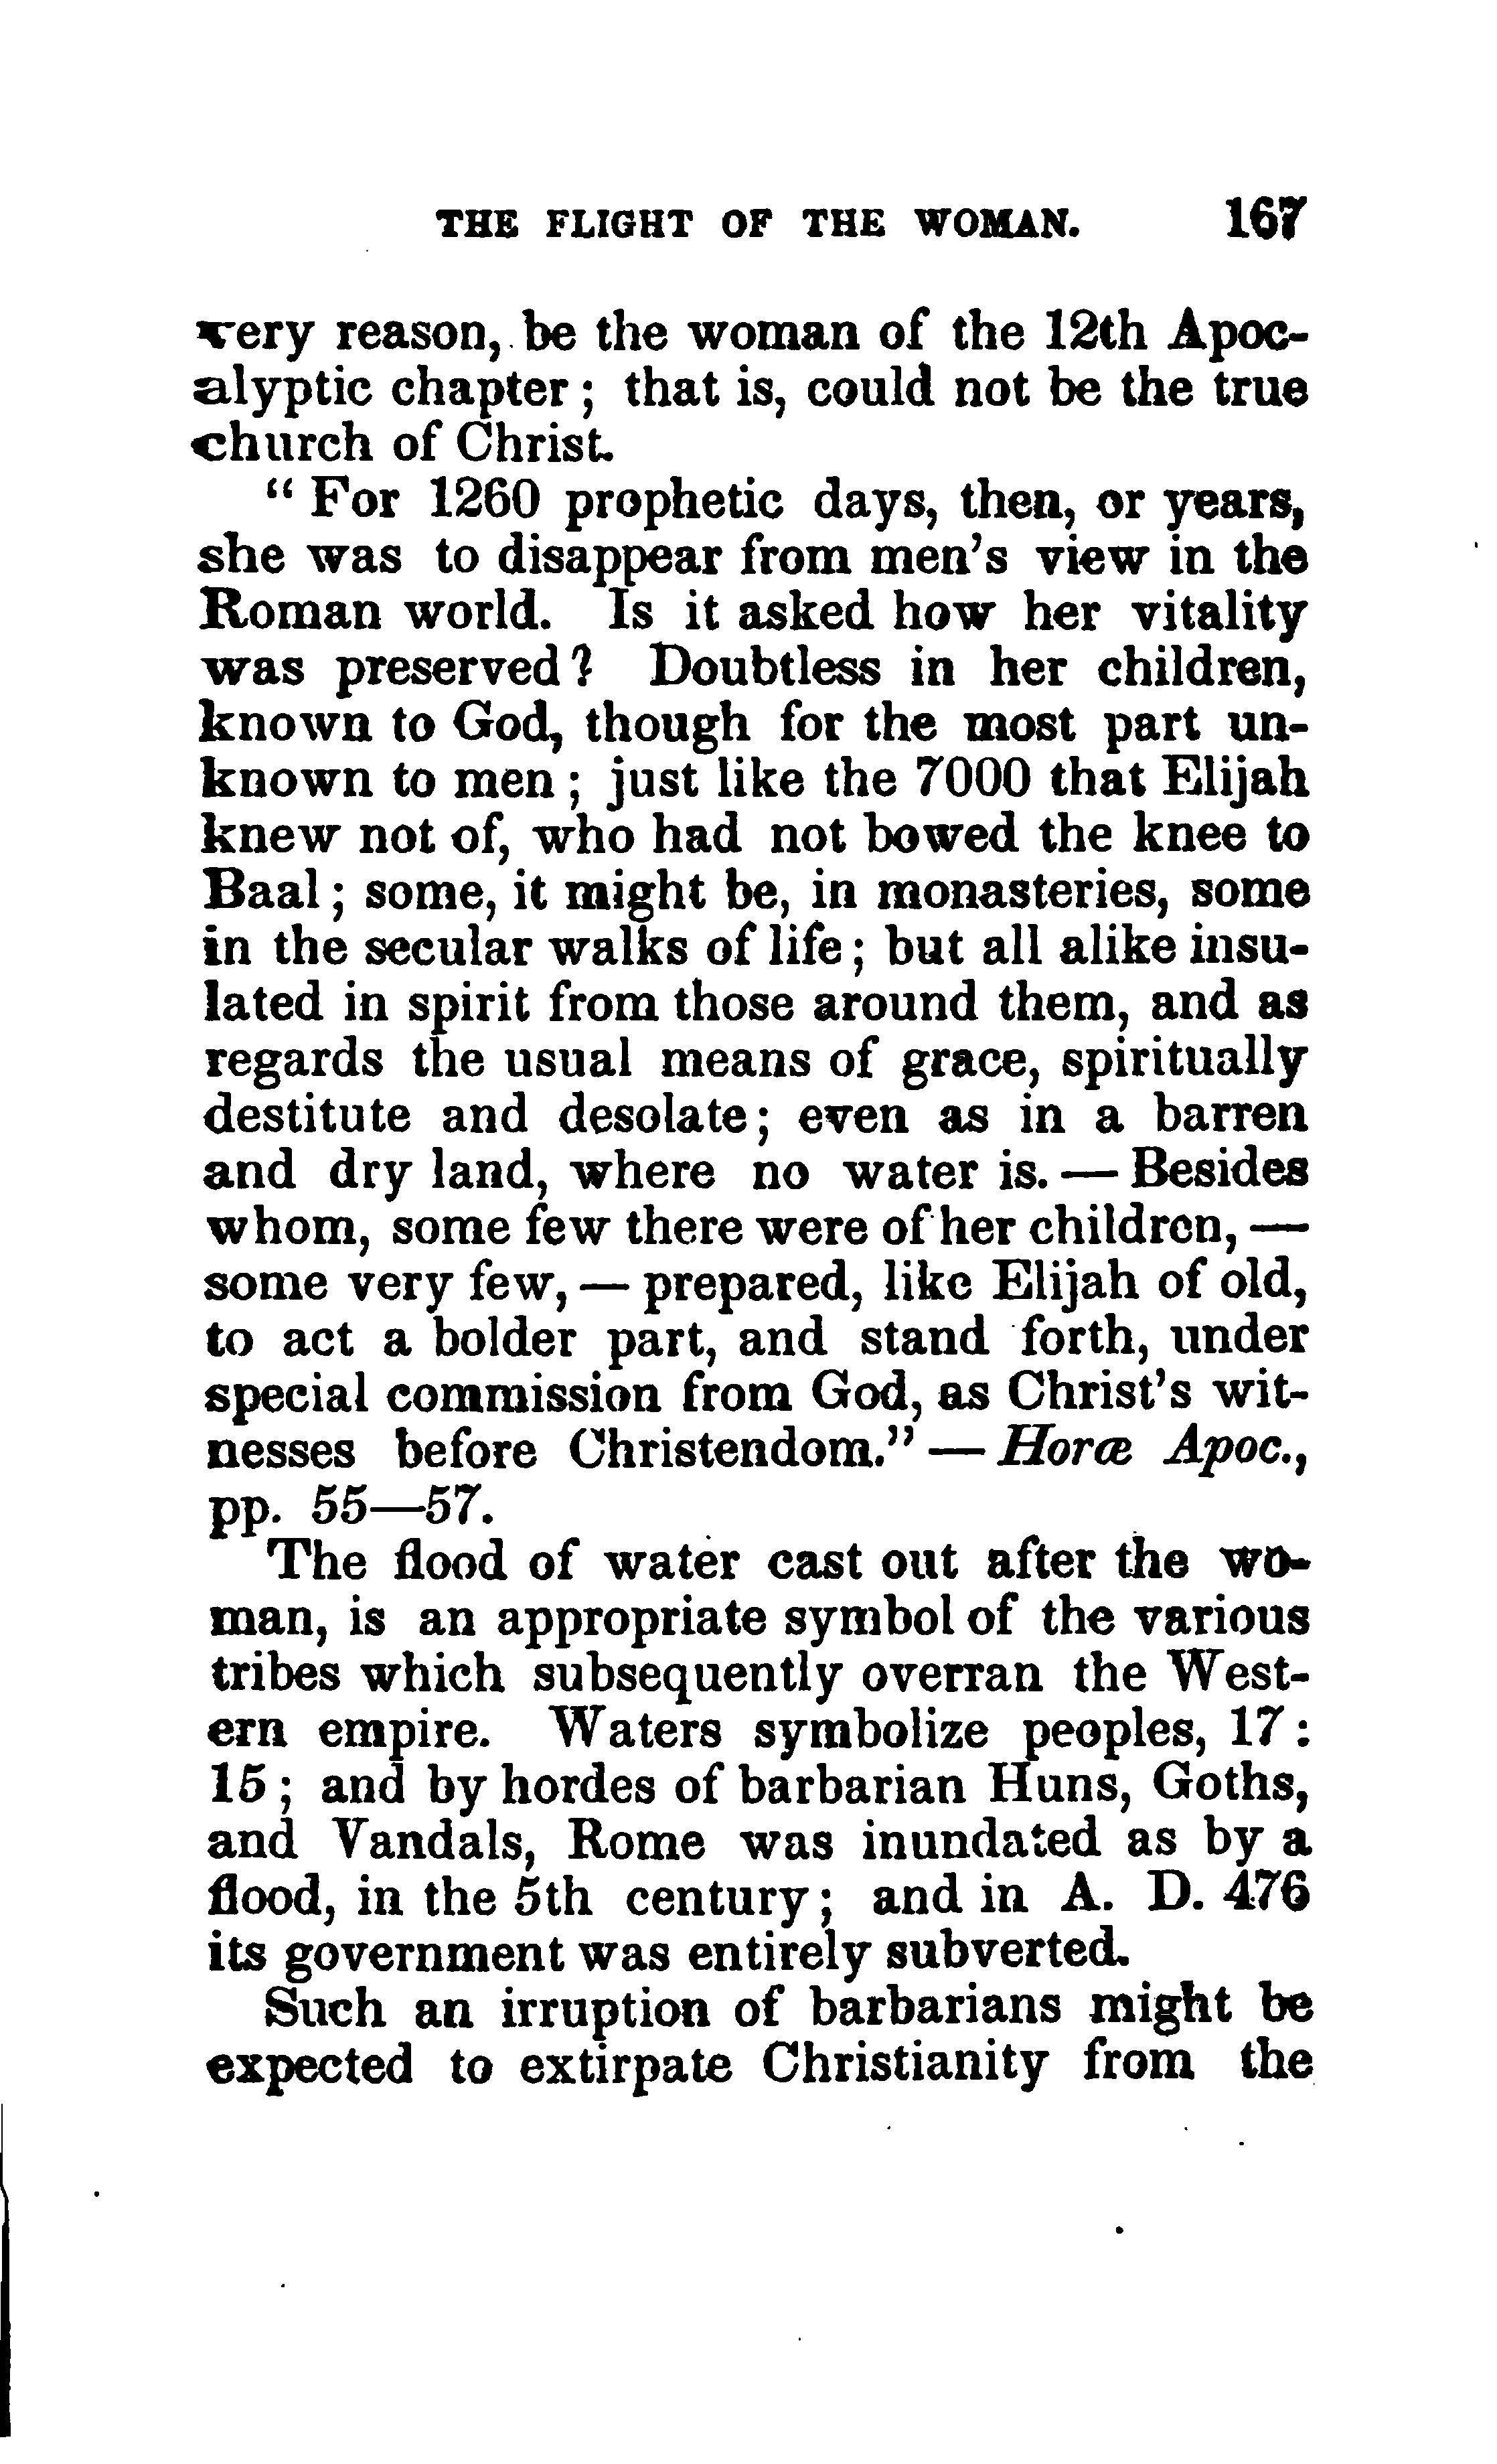 THE FLIGHT OF THE WOMAN. 167
very reason, be the woman of the 12th Apoc-
alyptic chapter; that is, could not be the true
church of Christ.
"For 1260 prophetic days, then, or years,
she was to disappear from men's view in the
Roman world. Is it asked how her vitality
was preserved? Doubtless in her children,
known to God, though for the most part un-
known to men; just like the 7000 that Elijah
knew not of, who had not bowed the knee to
Baal; some, it might be, in monasteries, some
in the secular walks of life; but all alike insu-
lated in spirit from those around them, and as
regards the usual means of grace, spiritually
destitute and desolate; even as in a barren
and dry land, where no water is. — Besides
whom, some few there were of her children, —
some very few, — prepared, like Elijah of old,
to act a bolder part, and stand forth, under
special commission from God, as Christ's wit-
nesses before Christendom." — Horæ Apoc.,
pp. 55—57.
The flood of water cast out after the wo-
man, is an appropriate symbol of the various
tribes which subsequently overran the West-
ern empire. Waters symbolize peoples, 17:
15; and by hordes of barbarian Huns, Goths,
and Vandals, Rome was inundated as by a
flood, in the 5th century; and in A. D. 476
its government was entirely subverted.
Such an irruption of barbarians might be
expected to extirpate Christianity from the